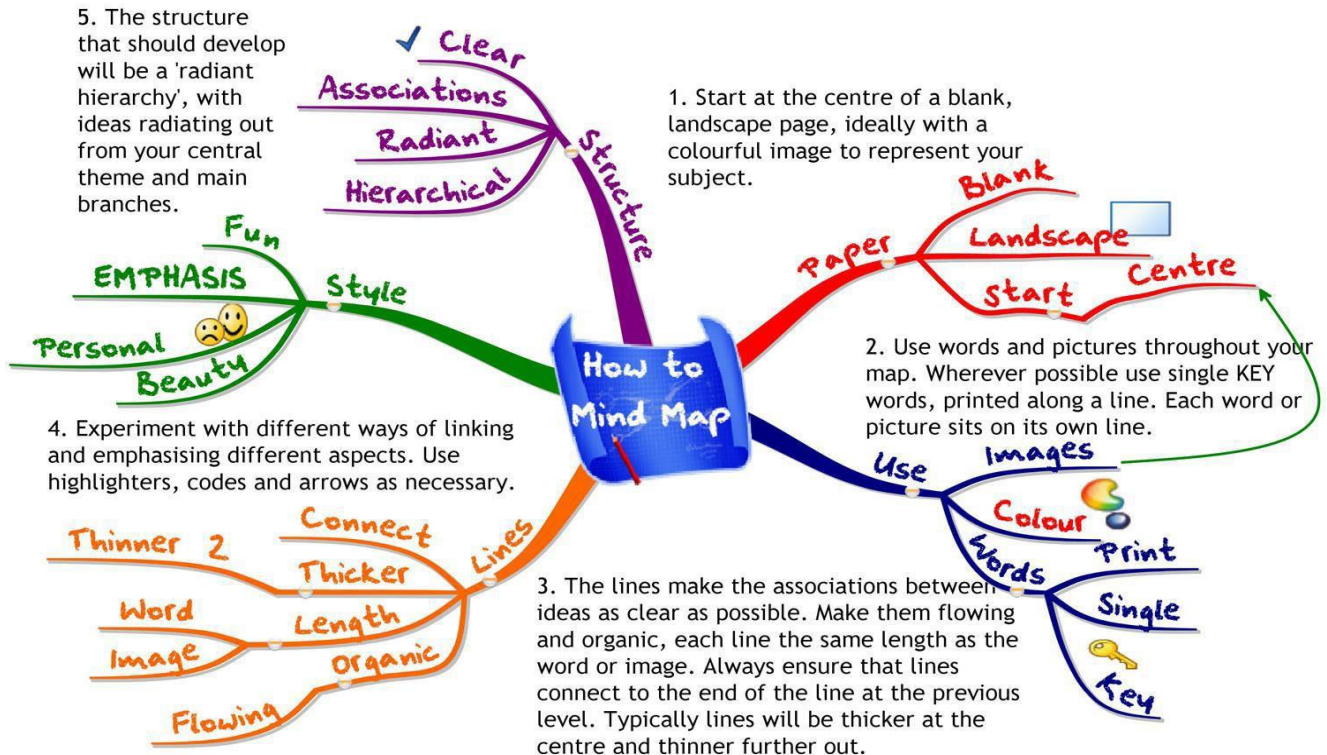 How to
Mind Map
1. Start at the centre of a blank,
landscape page, ideally with a
colourful image to represent your
subject.
Paper
Blank
Landscape
Start
Centre
2. Use words and pictures throughout your
map. Wherever possible use single KEY
words, printed along a line. Each word or
picture sits on its own line.
Use
Images
Colour
Words
Print
Single
Key
3. The lines make the associations between
ideas as clear as possible. Make them flowing
and organic, each line the same length as the
word or image. Always ensure that lines
connect to the end of the line at the previous
level. Typically lines will be thicker at the
centre and thinner further out.
Lines
Connect
Thicker
Thinner 2
Length
Word
Image
Organic
Flowing
4. Experiment with different ways of linking
and emphasising different aspects. Use
highlighters, codes and arrows as necessary.
Style
Fun
EMPHASIS
Personal
Beauty
5. The structure
that should develop
will be a 'radiant
hierarchy', with
ideas radiating out
from your central
theme and main
branches.
Structure
Clear
Associations
Radiant
Hierarchical